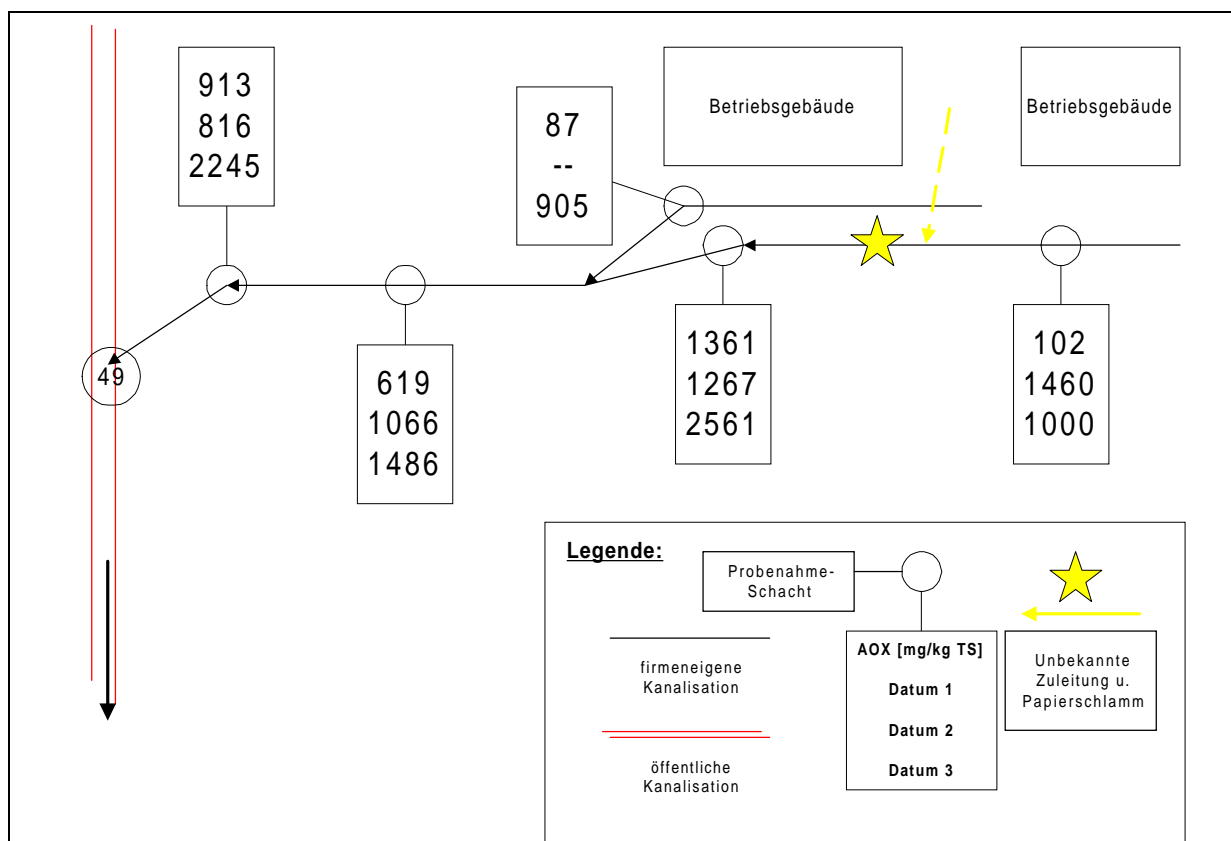 913
816
2245
87
--
905
Betriebsgebäude
Betriebsgebäude
49
619
1066
1486
1361
1267
2561
102
1460
1000
Legende:
Probenahme-
Schacht
firmeneigene
Kanalisation
öffentliche
Kanalisation
AOX [mg/kg TS]
Datum 1
Datum 2
Datum 3
Unbekannte
Zuleitung u.
Papierschlamm